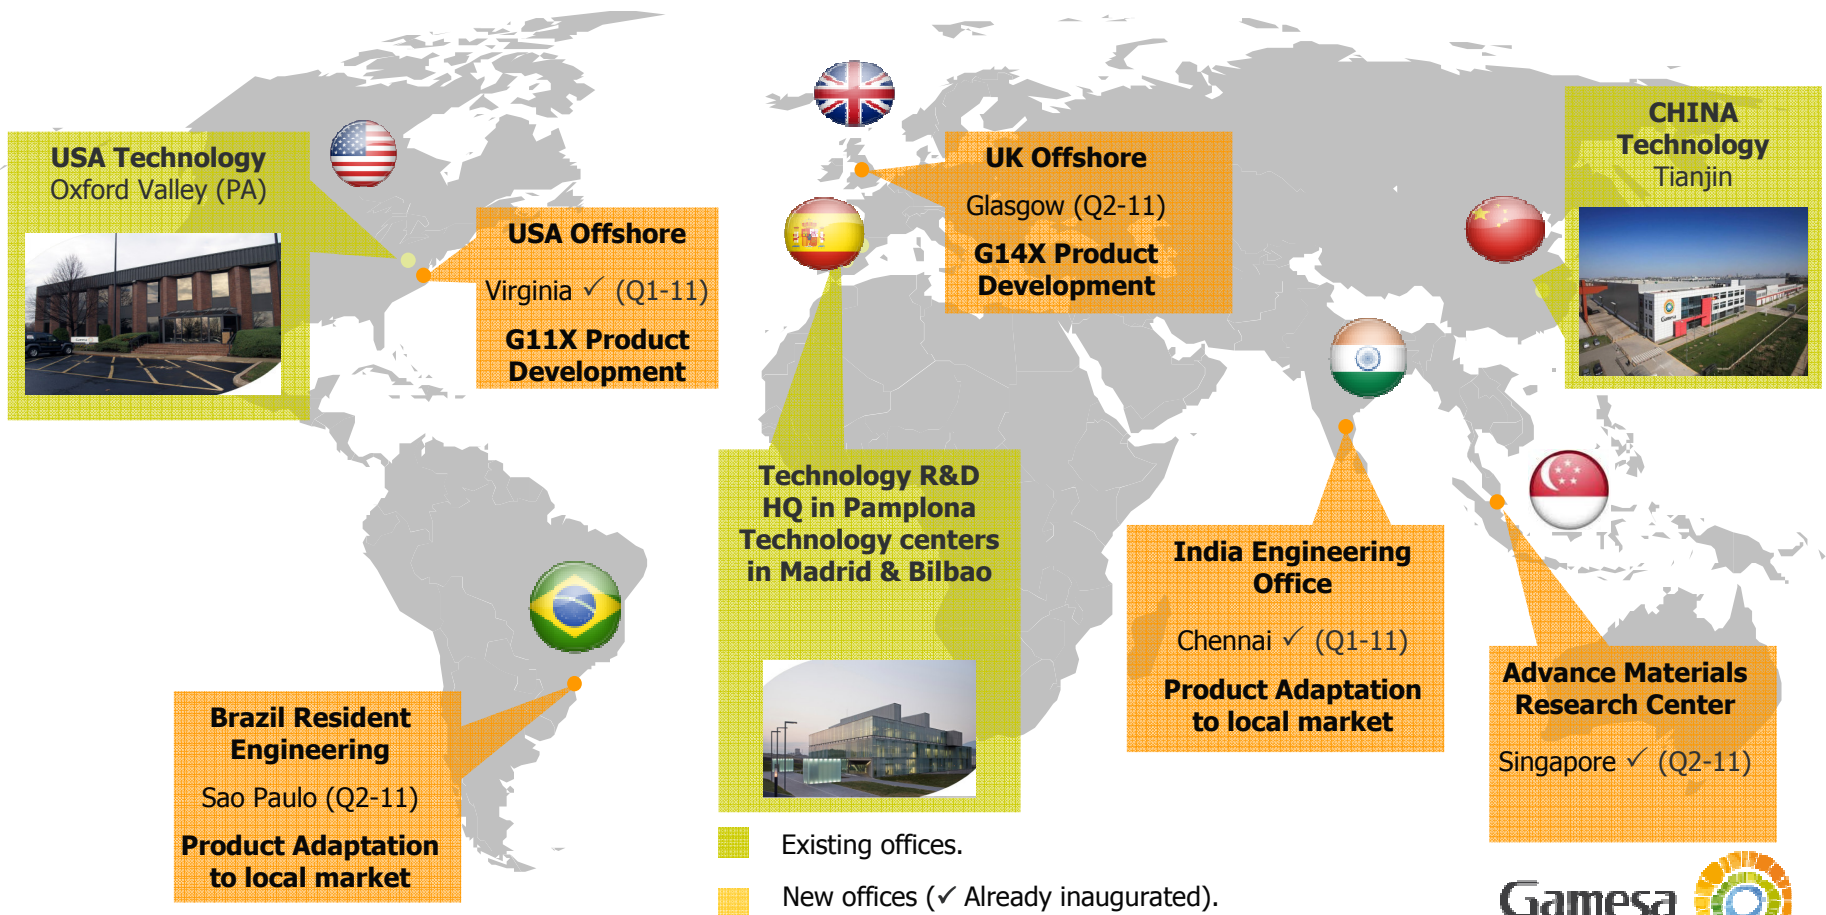 USA Technology
Oxford Valley (PA)
USA Offshore
Virginia ✓ (Q1-11)
G11X Product
Development
UK Offshore
Glasgow (Q2-11)
G14X Product
Development
CHINA
Technology
Tianjin
Gamesa
Technology R&D
HQ in Pamplona
Technology centers
in Madrid & Bilbao
India Engineering
Office
Chennai ✓ (Q1-11)
Product Adaptation
to local market
Advance Materials
Research Center
Singapore ✓ (Q2-11)
Brazil Resident
Engineering
Sao Paulo (Q2-11)
Product Adaptation
to local market
Existing offices.
New offices (✓ Already inaugurated).
Gamesa